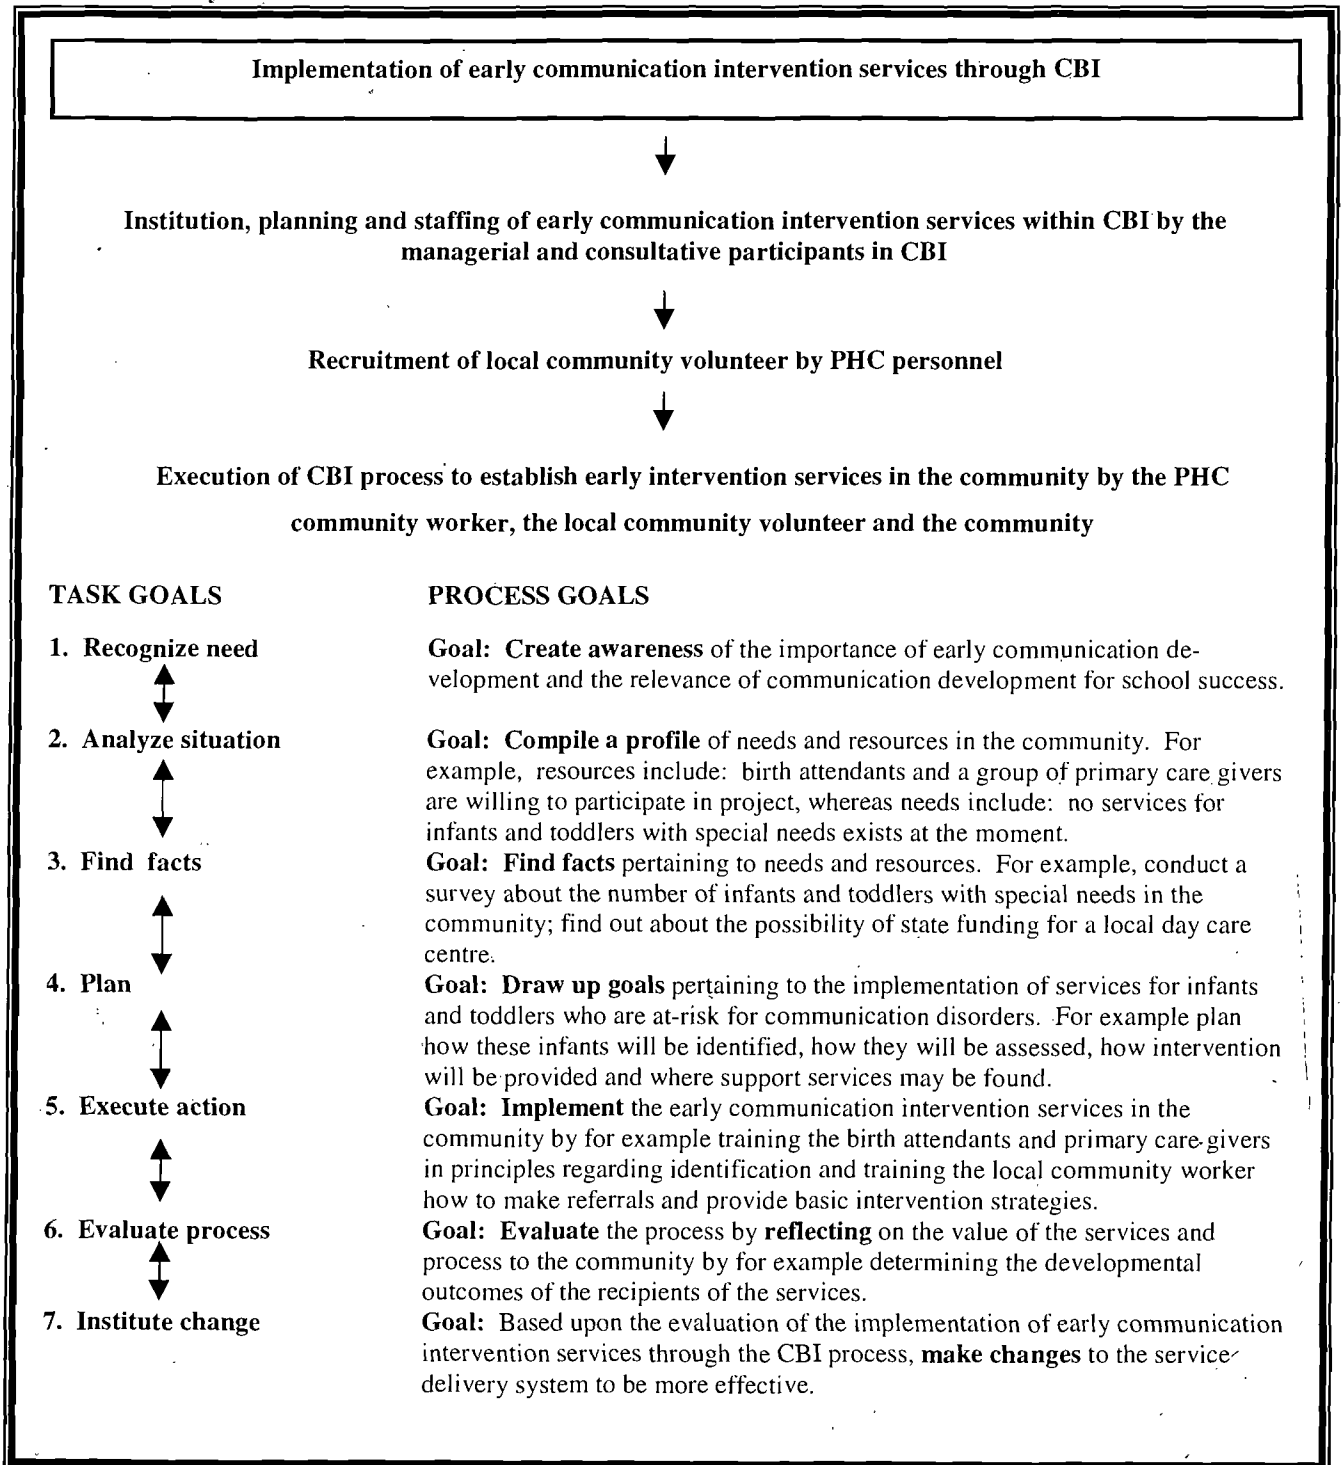 Implementation of early communication intervention services through CBI
Institution, planning and staffing of early communication intervention services within CBI by the
managerial and consultative participants in CBI
Recruitment of local community volunteer by PHC personnel
Execution of CBI process to establish early intervention services in the community by the PHC
community worker, the local community volunteer and the community
TASK GOALS
PROCESS GOALS
1. Recognize need
Goal: Create awareness of the importance of early communication de-
velopment and the relevance of communication development for school success.
2. Analyze situation
Goal: Compile a profile of needs and resources in the community. For
example, resources include: birth attendants and a group of primary care givers
are willing to participate in project, whereas needs include: no services for
infants and toddlers with special needs exists at the moment.
3. Find facts
Goal: Find facts pertaining to needs and resources. For example, conduct a
survey about the number of infants and toddlers with special needs in the
community; find out about the possibility of state funding for a local day care
centre.
4. Plan
Goal: Draw up goals pertaining to the implementation of services for infants
and toddlers who are at-risk for communication disorders. For example plan
how these infants will be identified, how they will be assessed, how intervention
will be provided and where support services may be found.
5. Execute action
Goal: Implement the early communication intervention services in the
community by for example training the birth attendants and primary care-givers
in principles regarding identification and training the local community worker
how to make referrals and provide basic intervention strategies.
6. Evaluate process
Goal: Evaluate the process by reflecting on the value of the services and
process to the community by for example determining the developmental
outcomes of the recipients of the services.
7. Institute change
Goal: Based upon the evaluation of the implementation of early communication
intervention services through the CBI process, make changes to the service
delivery system to be more effective.